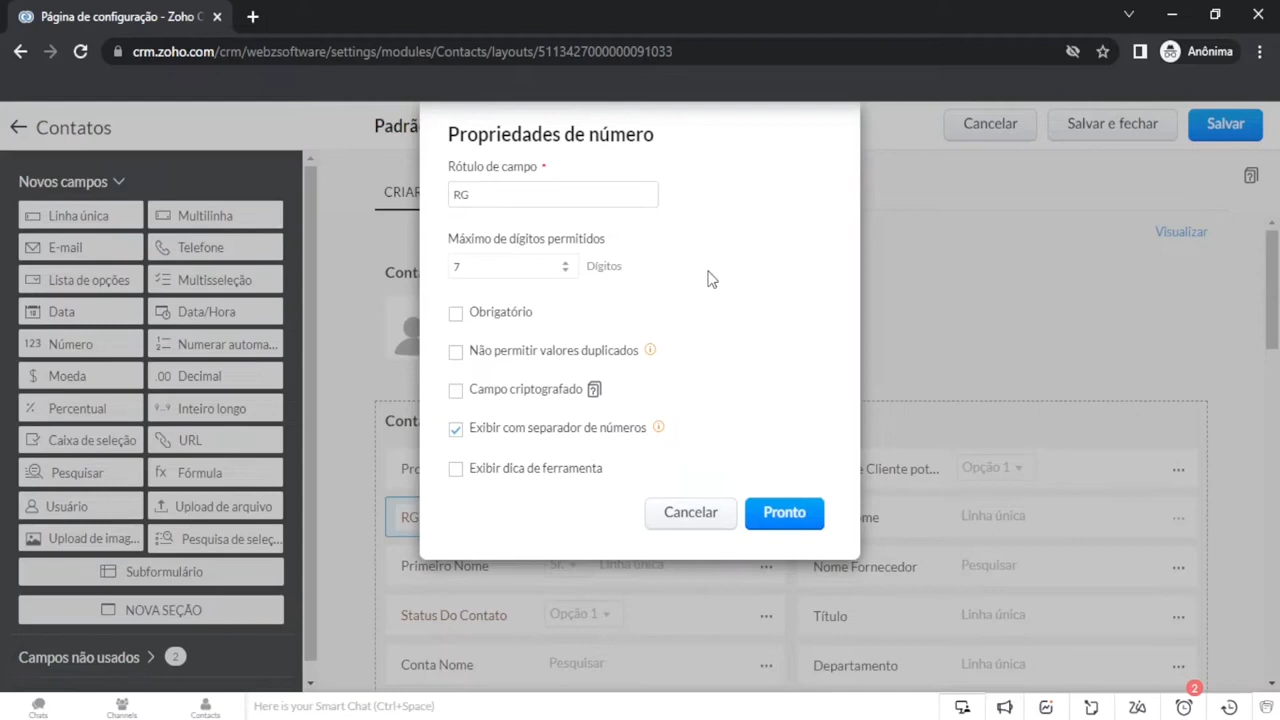 Página de configuração - Zoho C
crm.zoho.com/crm/webzsoftware/settings/modules/Contacts/layouts/5113427000000091033
Anônima
Contatos
Padrã
Cancelar
Salvar e fechar
Salvar
Novos campos
Linha única
Multilinha
E-mail
Telefone
Lista de opções
Multisseleção
Data
Data/Hora
123 Número
Numerar automa...
$ Moeda
.00 Decimal
Percentual
Inteiro longo
Caixa de seleção
URL
Pesquisar
fx Fórmula
Usuário
Upload de arquivo
Upload de imag...
Pesquisa de seleç...
Subformulário
NOVA SEÇÃO
Campos não usados
2
CRIAR
Visualizar
Conta
Propriedades de número
Rótulo de campo *
RG
Máximo de dígitos permitidos
7
Dígitos
Obrigatório
Não permitir valores duplicados
Campo criptografado
Exibir com separador de números
Exibir dica de ferramenta
Cancelar
Pronto
Conta
Pro
e Cliente pot...
Opção 1
RG
me
Linha única
Primeiro Nome
Sr.
Linha única
Nome Fornecedor
Pesquisar
Status Do Contato
Opção 1
Título
Linha única
Conta Nome
Pesquisar
Departamento
Linha única
Chats
Channels
Contacts
Here is your Smart Chat (Ctrl+Space)
2